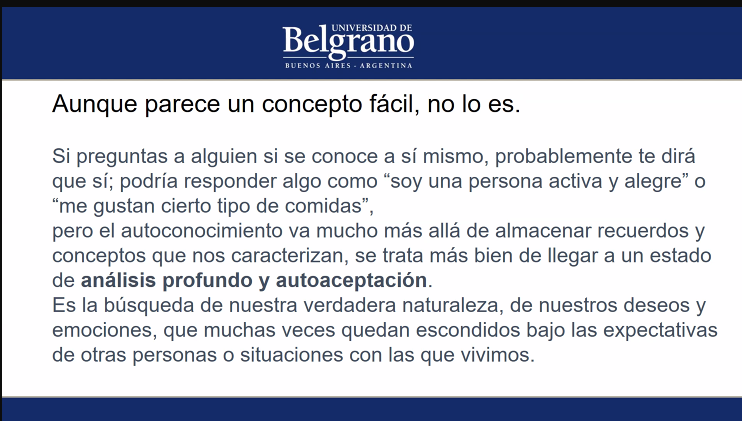 UNIVERSIDAD DE
Belgrano
BUENOS AIRES - ARGENTINA
Aunque parece un concepto fácil, no lo es.
Si preguntas a alguien si se conoce a sí mismo, probablemente te dirá
que sí; podría responder algo como “soy una persona activa y alegre” o
“me gustan cierto tipo de comidas”,
pero el autoconocimiento va mucho más allá de almacenar recuerdos y
conceptos que nos caracterizan, se trata más bien de llegar a un estado
de análisis profundo y autoaceptación.
Es la búsqueda de nuestra verdadera naturaleza, de nuestros deseos y
emociones, que muchas veces quedan escondidos bajo las expectativas
de otras personas o situaciones con las que vivimos.